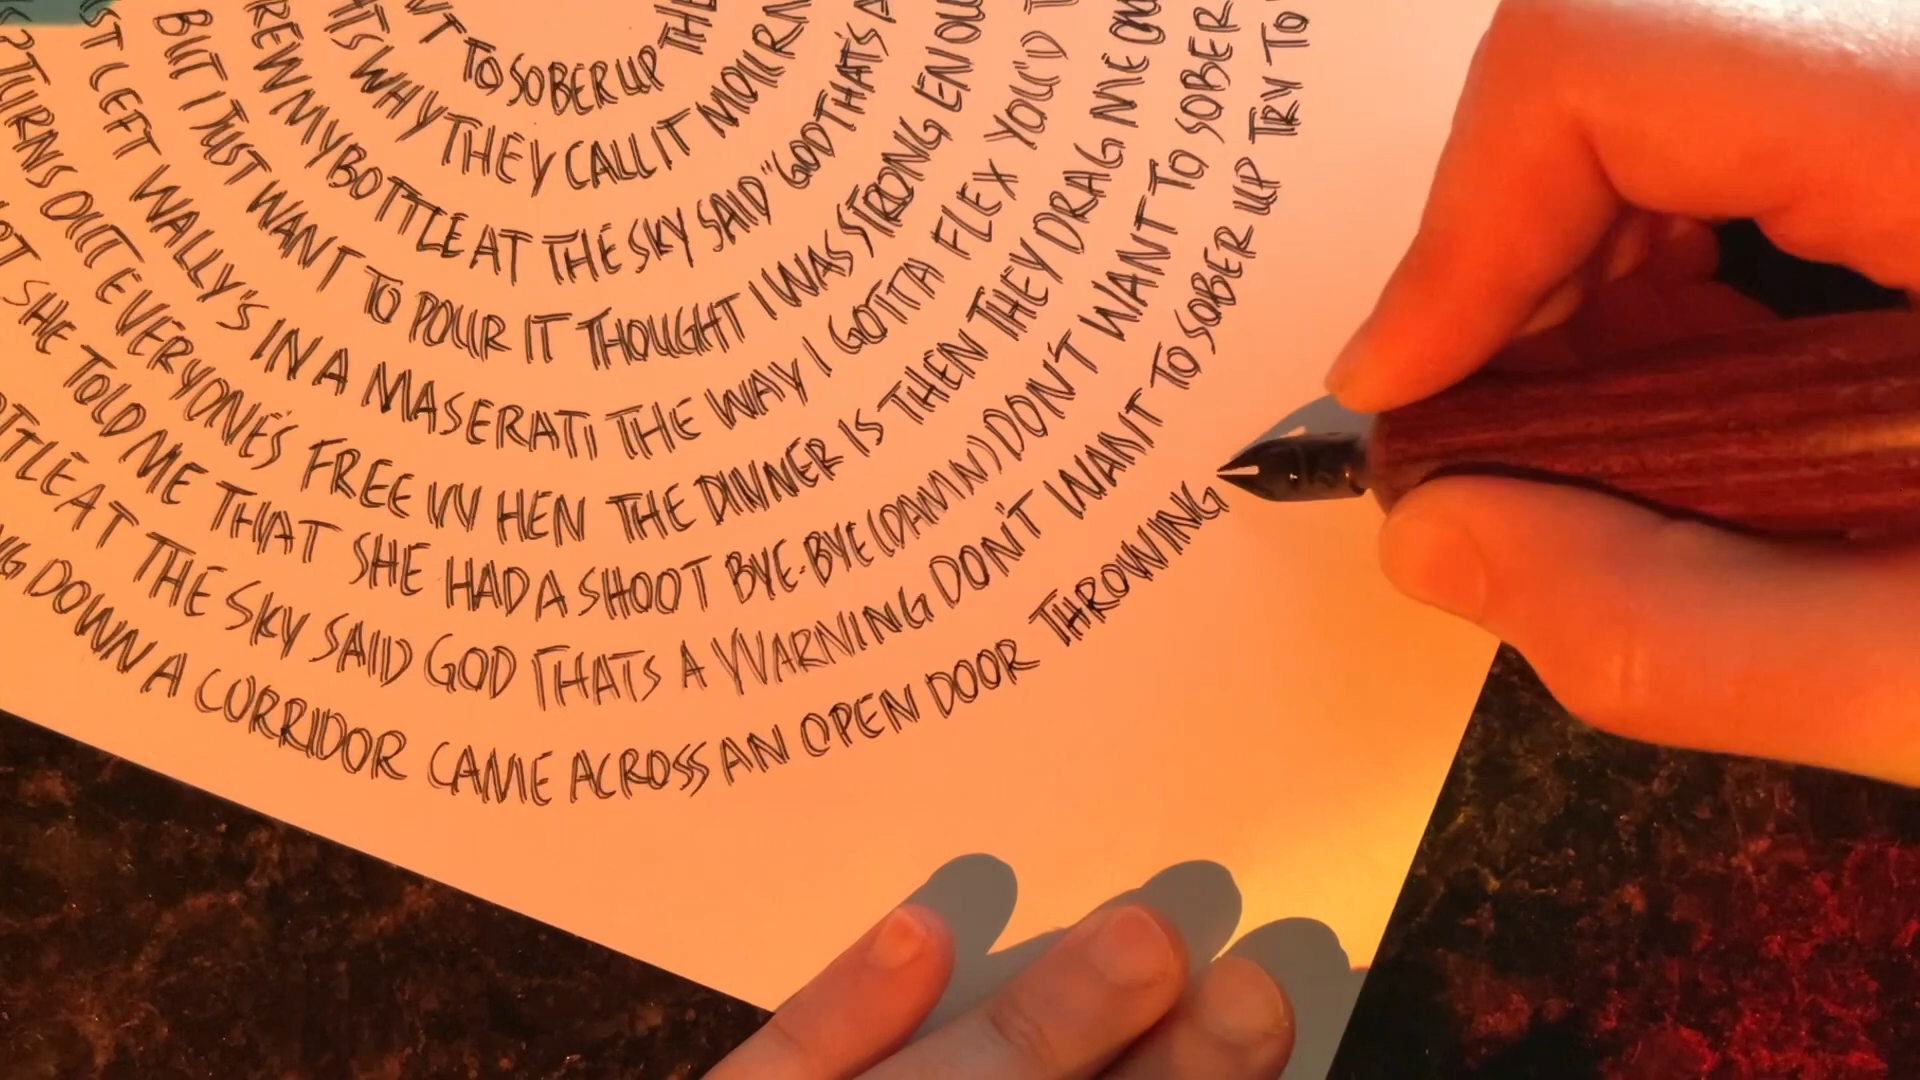 TO SOBER UP THE
WHY THEY CALL IT MOURN
MY BOTTLE AT THE SKY SAID "GOD THAT'S A
BUT I JUST WANT TO POUR IT THOUGHT I WAS STRONG ENOU
LEFT WALLY'S IN A MASERATI THE WAY I GOTTA FLEX YOU'D
TURNS OUT EVERYONE'S FREE WHEN THE DINNER IS THEN THEY DRAG ME
SHE TOLD ME THAT SHE HAD A SHOOT BYE-BYE (DAMN) DON'T WANT TO SOBER
AT THE SKY SAID GOD THATS A WARNING DON'T WANT TO SOBER UP TRY TO
DOWN A CORRIDOR CAME ACROSS AN OPEN DOOR THROWING